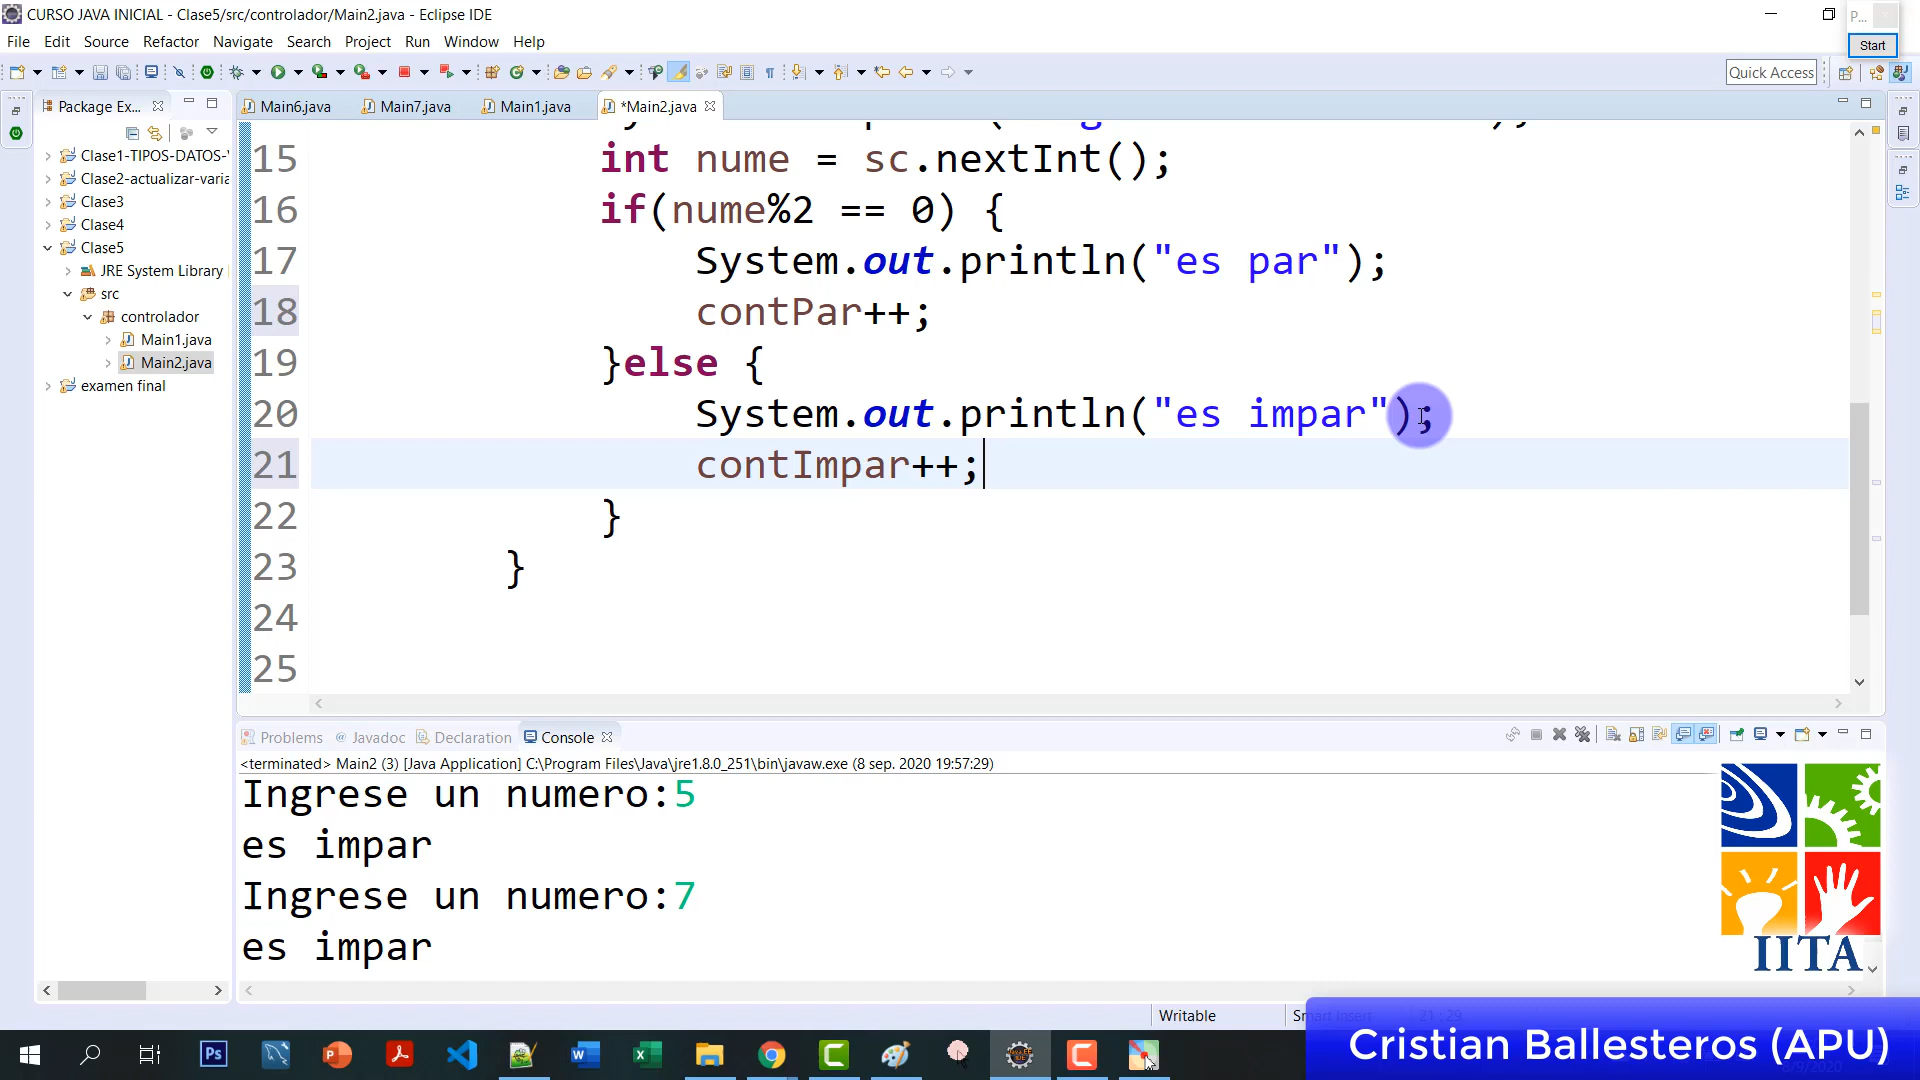 CURSO JAVA INICIAL - Clase5/src/controlador/Main2.java - Eclipse IDE
P...
Start
File Edit Source Refactor Navigate Search Project Run Window Help
Quick Access
Package Ex...
Main6.java Main7.java Main1.java *Main2.java
Clase1-TIPOS-DATOS-
Clase2-actualizar-varia
Clase3
Clase4
Clase5
JRE System Library
src
controlador
Main1.java
Main2.java
examen final
15 int nume = sc.nextInt();
16 if(nume%2 == 0) {
17 System.out.println("es par");
18 contPar++;
19 }else {
20 System.out.println("es impar");
21 contImpar++;
22 }
23 }
24
25
Problems Javadoc Declaration Console
<terminated> Main2 (3) [Java Application] C:\Program Files\Java\jre1.8.0_251\bin\javaw.exe (8 sep. 2020 19:57:29)
Ingrese un numero:5
es impar
Ingrese un numero:7
es impar
IITA
Writable
Smart Insert
21 : 29
Cristian Ballesteros (APU)